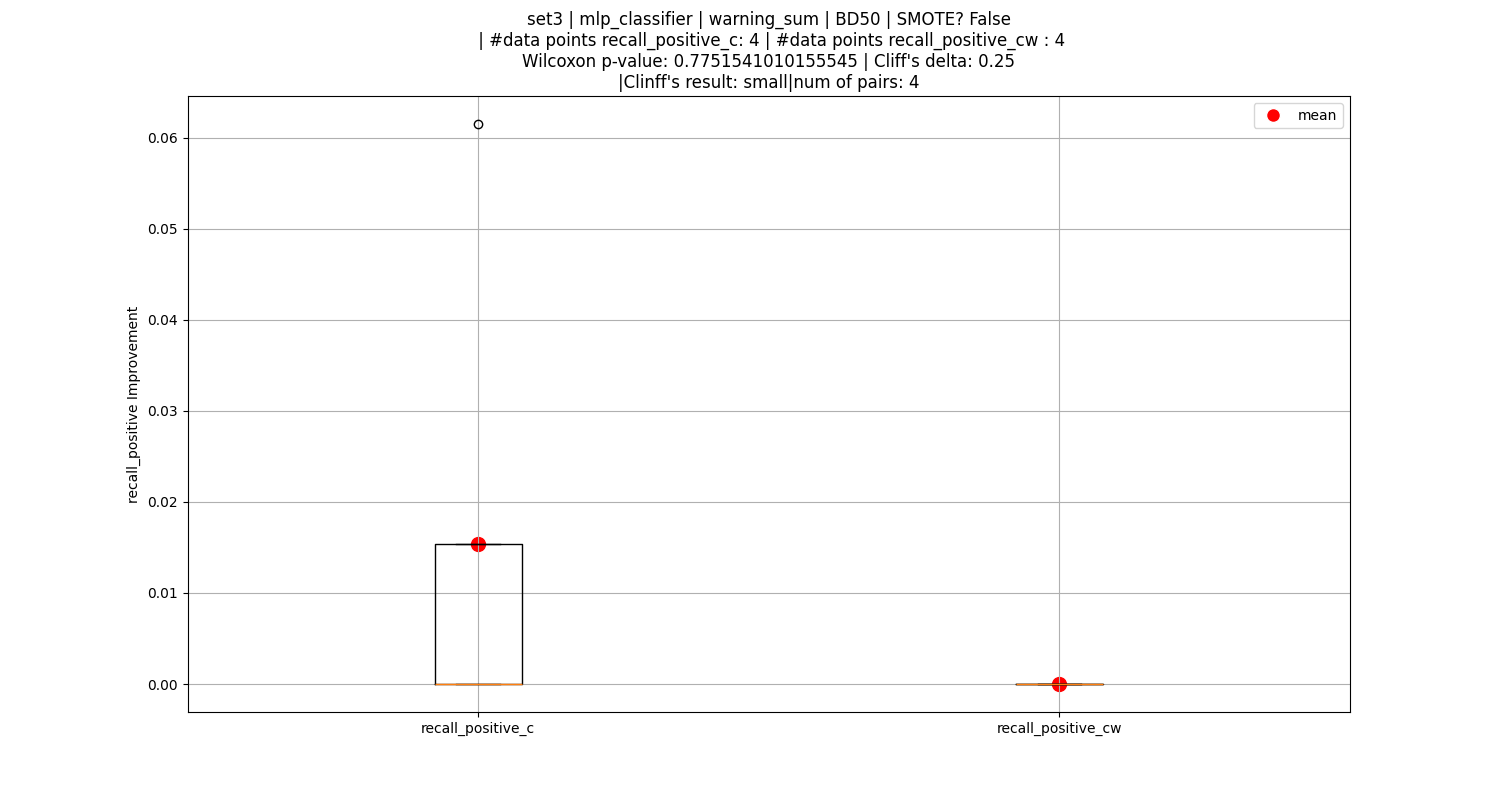 set3 | mlp_classifier | warning_sum | BD50 | SMOTE? False
| #data points recall_positive_c: 4 | #data points recall_positive_cw : 4
Wilcoxon p-value: 0.7751541010155545 | Cliff's delta: 0.25
|Clinff's result: small|num of pairs: 4
mean
0.06
0.05
0.04
0.03
0.02
0.01
0.00
recall_positive Improvement
recall_positive_c
recall_positive_cw